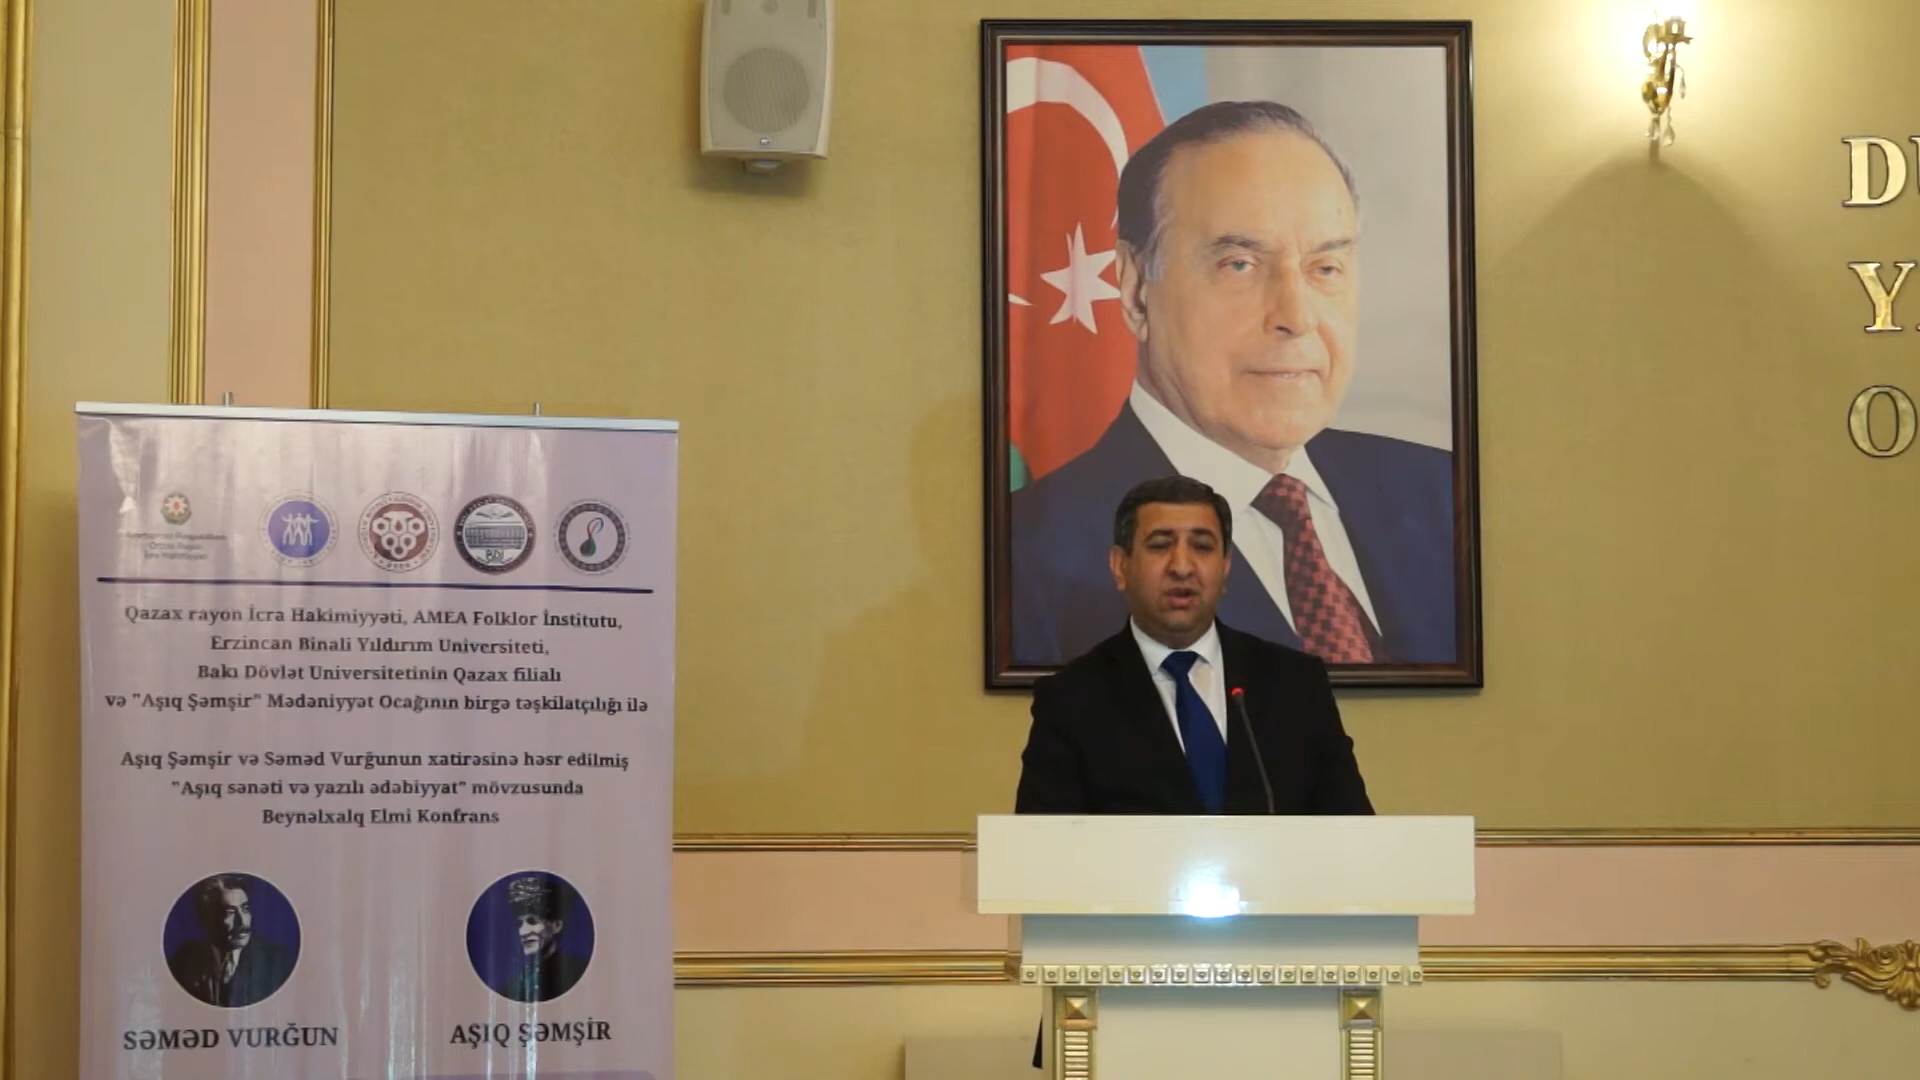 Qazax rayon İcra Hakimiyyəti, AMEA Folklor İnstitutu,
Erzincan Binali Yıldırım Universiteti,
Bakı Dövlət Universitetinin Qazax filialı
və "Aşıq Şəmşir" Mədəniyyət Ocağının birgə təşkilatçılığı ilə
Aşıq Şəmşir və Səməd Vurğunun xatirəsinə həsr edilmiş
"Aşıq sənəti və yazılı ədəbiyyat" mövzusunda
Beynəlxalq Elmi Konfrans
SƏMƏD VURĞUN
AŞIQ ŞƏMŞİR